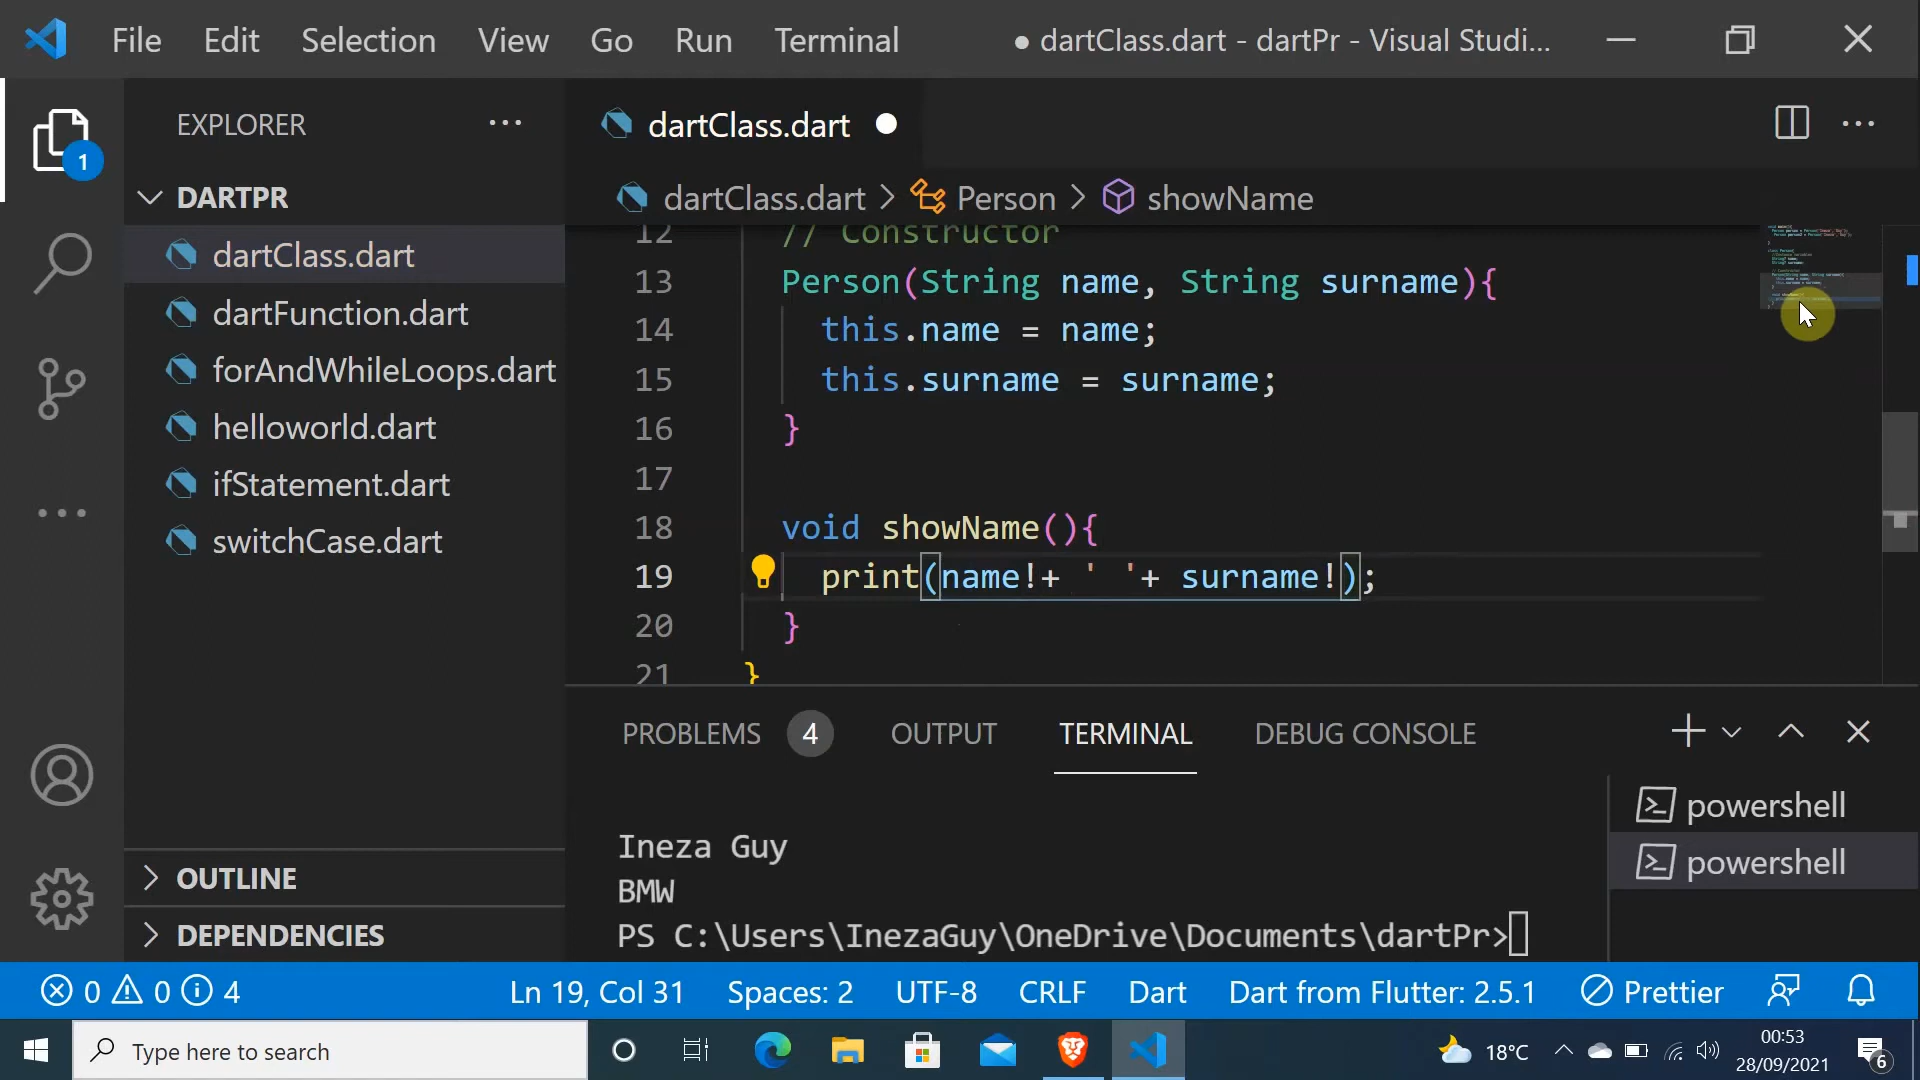 File Edit Selection View Go Run Terminal ● dartClass.dart - dartPr - Visual Studi...
EXPLORER ...
DARTPR
dartClass.dart
dartFunction.dart
forAndWhileLoops.dart
helloworld.dart
ifStatement.dart
switchCase.dart
OUTLINE
DEPENDENCIES
1
dartClass.dart ●
dartClass.dart > Person > showName
12 // Constructor
13 Person(String name, String surname){
14 this.name = name;
15 this.surname = surname;
16 }
17
18 void showName(){
19 print(name!+ ' '+ surname!);
20 }
21 }
PROBLEMS 4 OUTPUT TERMINAL DEBUG CONSOLE
Ineza Guy
BMW
PS C:\Users\InezaGuy\OneDrive\Documents\dartPr>
powershell
powershell
0 0 4 Ln 19, Col 31 Spaces: 2 UTF-8 CRLF Dart Dart from Flutter: 2.5.1 Prettier
Type here to search 18°C 00:53
28/09/2021 6